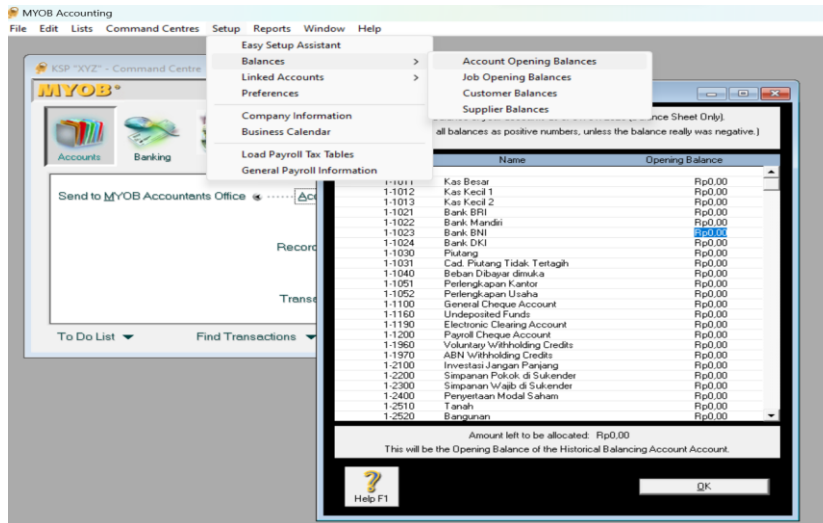 MYOB Accounting
File Edit Lists Command Centres Setup Reports Window Help
Easy Setup Assistant
Balances >
Linked Accounts >
Preferences
Company Information
Business Calendar
Load Payroll Tax Tables
General Payroll Information
Account Opening Balances
Job Opening Balances
Customer Balances
Supplier Balances
KSP "XYZ" - Command Centre
MYOB
Accounts Banking
Send to MYOB Accountants Office
Record
To Do List Find Transactions
nce Sheet Only).
all balances as positive numbers, unless the balance really was negative.)
Name Opening Balance
1-1011 Kas Besar Rp0,00
1-1012 Kas Kecil 1 Rp0,00
1-1013 Kas Kecil 2 Rp0,00
1-1021 Bank BRI Rp0,00
1-1022 Bank Mandiri Rp0,00
1-1023 Bank BNI Rp0,00
1-1024 Bank DKI Rp0,00
1-1030 Piutang Rp0,00
1-1031 Cad. Piutang Tidak Tertagih Rp0,00
1-1040 Beban Dibayar dimuka Rp0,00
1-1051 Perlengkapan Kantor Rp0,00
1-1052 Perlengkapan Usaha Rp0,00
1-1100 General Cheque Account Rp0,00
1-1160 Undeposited Funds Rp0,00
1-1190 Electronic Clearing Account Rp0,00
1-1200 Payroll Cheque Account Rp0,00
1-1960 Voluntary Withholding Credits Rp0,00
1-1970 ABN Withholding Credits Rp0,00
1-2100 Investasi Jangan Panjang Rp0,00
1-2200 Simpanan Pokok di Sukender Rp0,00
1-2300 Simpanan Wajib di Sukender Rp0,00
1-2400 Penyertaan Modal Saham Rp0,00
1-2510 Tanah Rp0,00
1-2520 Bangunan Rp0,00
Amount left to be allocated: Rp0,00
This will be the Opening Balance of the Historical Balancing Account Account.
Help F1
OK